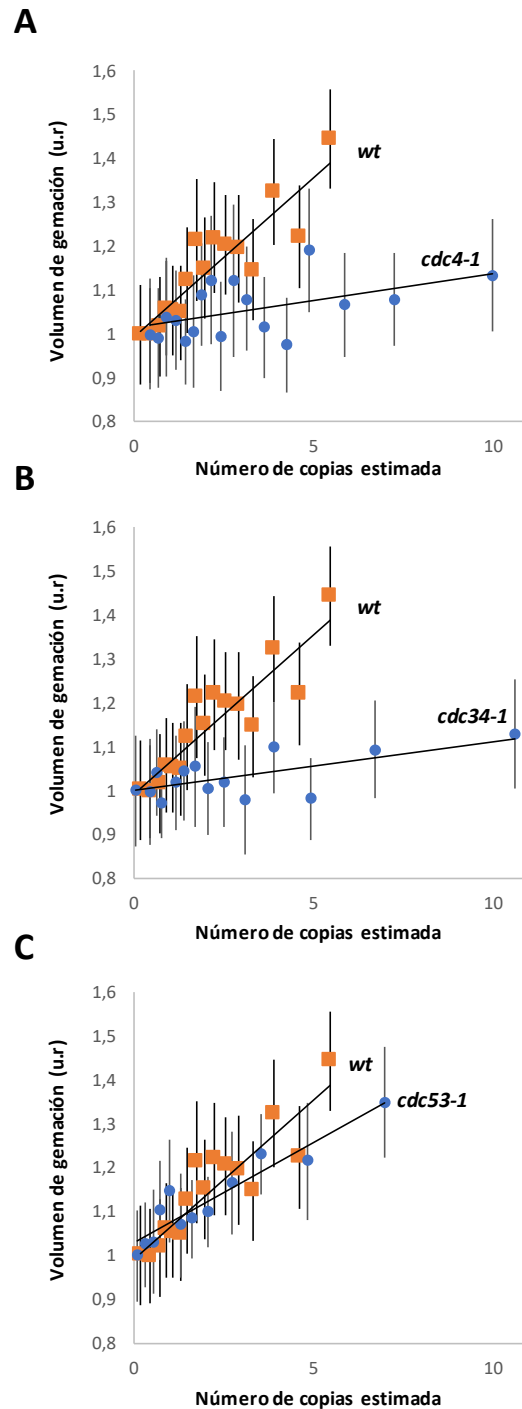 A
1,6
1,5
1,4
1,3
1,2
1,1
1
0,9
0,8
Volumen de gemación (u.r)
wt
cdc4-1
0
5
10
Número de copias estimada
B
1,6
1,5
1,4
1,3
1,2
1,1
1
0,9
0,8
Volumen de gemación (u.r)
wt
cdc34-1
0
5
10
Número de copias estimada
C
1,6
1,5
1,4
1,3
1,2
1,1
1
0,9
0,8
Volumen de gemación (u.r)
wt
cdc53-1
0
5
10
Número de copias estimada